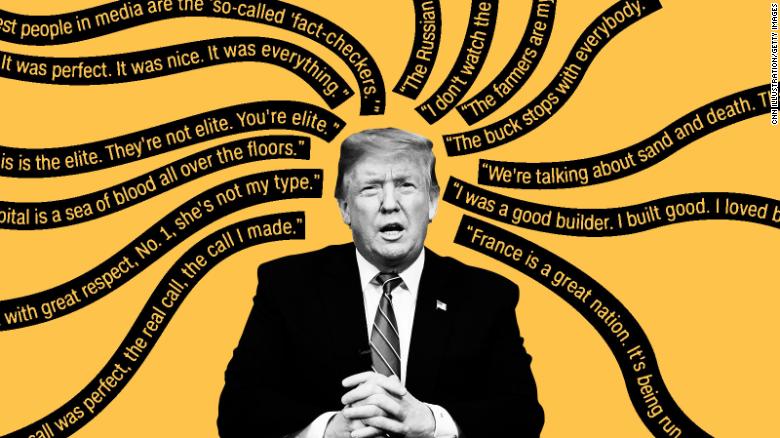 est people in media are the 'so-called 'fact-checkers.'"
It was perfect. It was nice. It was everything."
is is the elite. They're not elite. You're elite."
pital is a sea of blood all over the floors."
with great respect, No. 1, she's not my type."
call was perfect, the real call, the call I made."
"The Russian
"I don't watch the
"The farmers are my
"The buck stops with everybody.
"We're talking about sand and death. T
"I was a good builder. I built good. I loved b
"France is a great nation. It's being run
CNN ILLUSTRATION/GETTY IMAGES